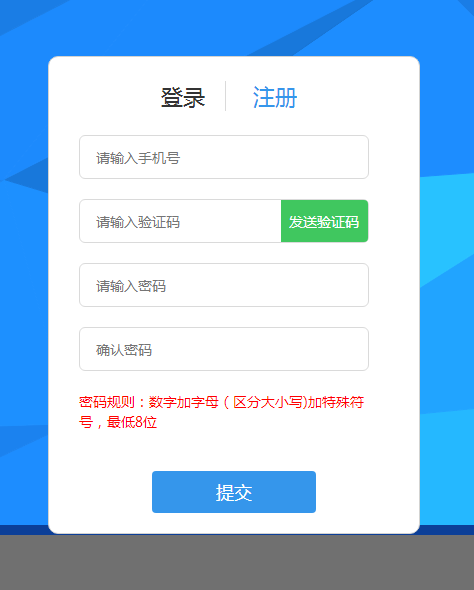 登录
注册
请输入手机号
请输入验证码
发送验证码
请输入密码
确认密码
密码规则：数字加字母（区分大小写)加特殊符
号，最低8位
提交